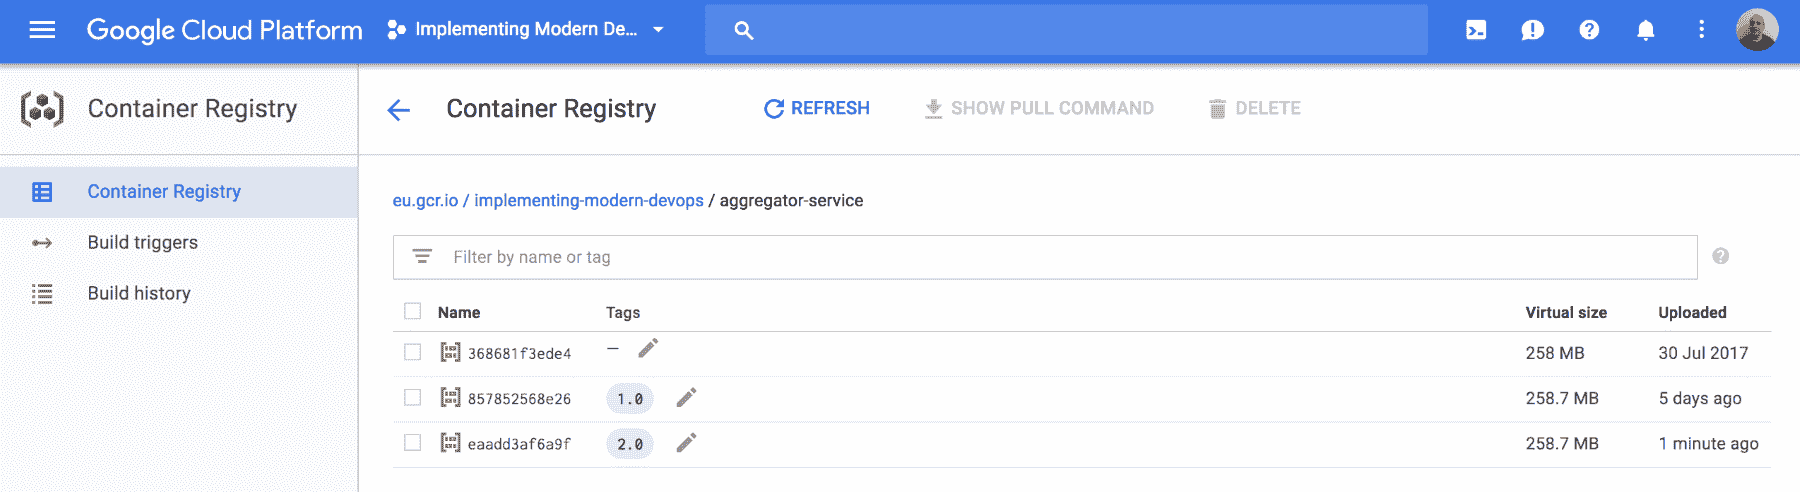 Google Cloud Platform Implementing Modern De...
Container Registry
Container Registry
Build triggers
Build history
Container Registry REFRESH SHOW PULL COMMAND DELETE
eu.gcr.io / implementing-modern-devops / aggregator-service
Filter by name or tag
Name Tags Virtual size Uploaded
368681f3ede4 — 258 MB 30 Jul 2017
857852568e26 1.0 258.7 MB 5 days ago
eaadd3af6a9f 2.0 258.7 MB 1 minute ago